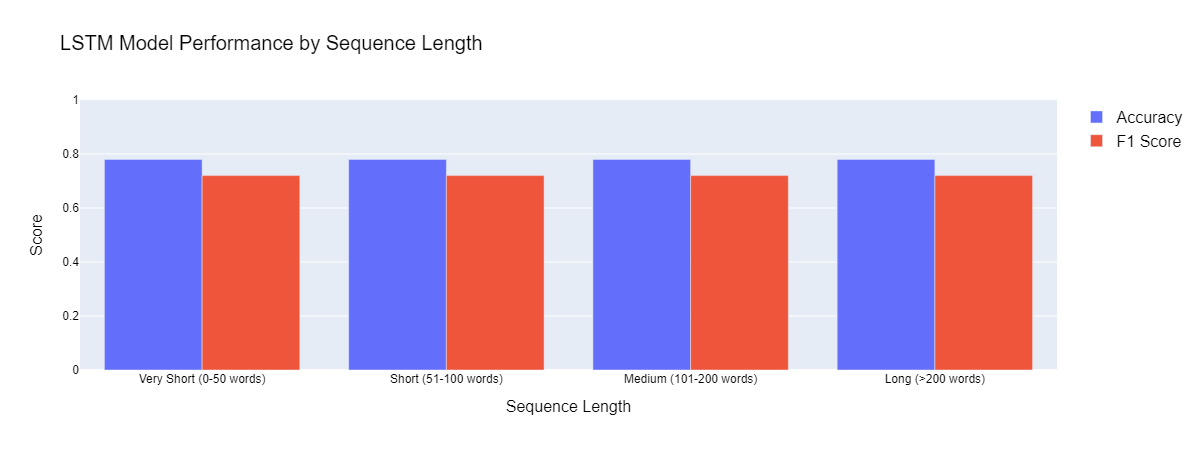 LSTM Model Performance by Sequence Length
1
0.8
0.6
0.4
0.2
0
Score
Very Short (0-50 words)
Short (51-100 words)
Medium (101-200 words)
Long (>200 words)
Sequence Length
Accuracy
F1 Score